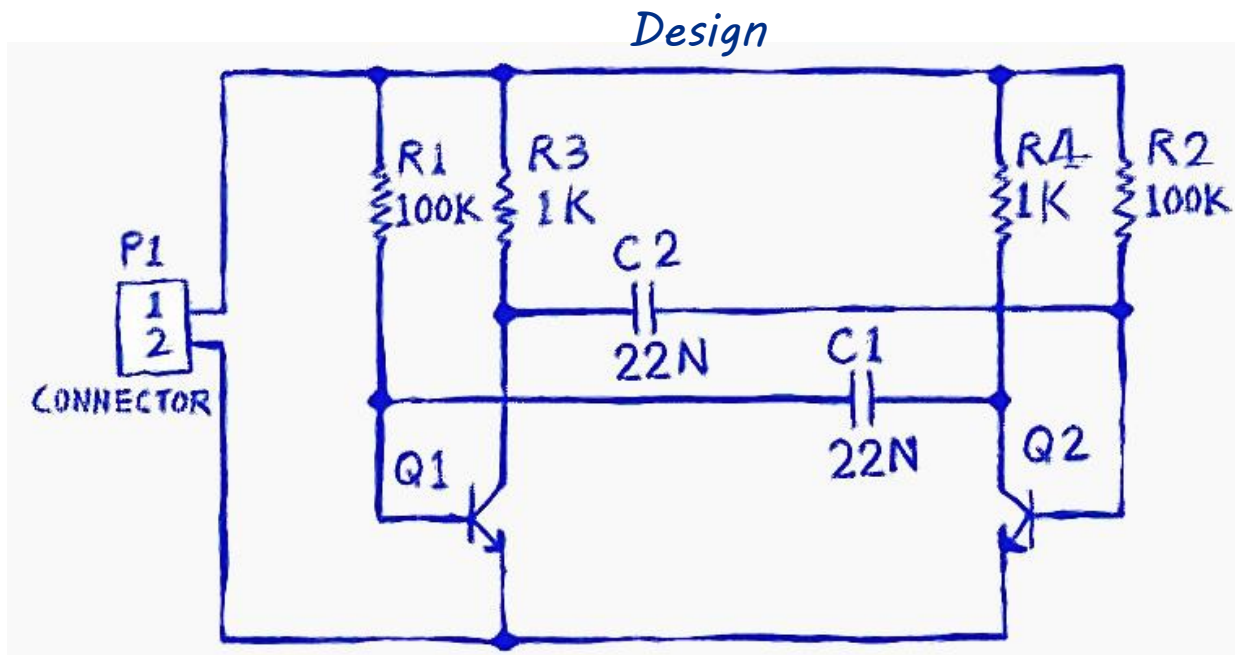 Design
R1
100K
R3
1K
R4
1K
R2
100K
P1
1
2
CONNECTOR
C2
22N
C1
22N
Q1
Q2